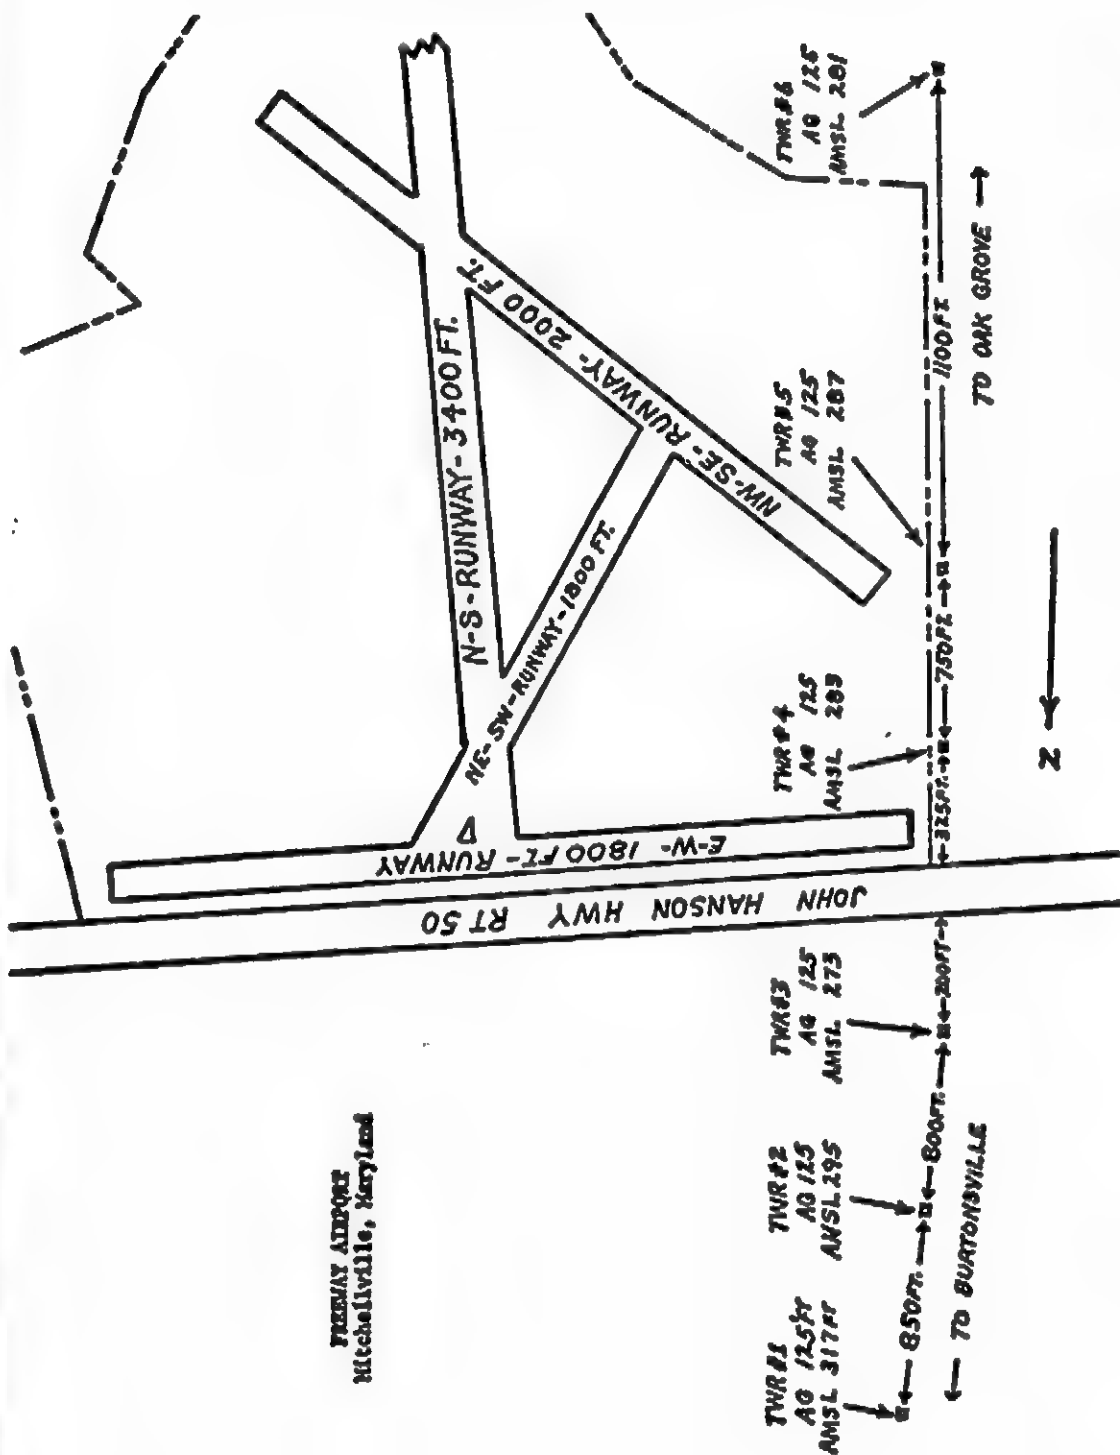 FREEWAY AIRPORT
Mitchellville, Maryland
N-S-RUNWAY-3400 FT.
NW-SE-RUNWAY-2000 FT.
NE-SW-RUNWAY-1800 FT.
E-W- 1800 FT- RUNWAY
JOHN HANSON HWY RT 50
TWR#1
AG 125FT
AMSL 317FT
TWR#2
AG 125
AMSL 295
TWR#3
AG 125
AMSL 273
TWR#4
AG 125
AMSL 283
TWR#5
AG 125
AMSL 287
TWR#6
AG 125
AMSL 281
850FT.
800FT.
200FT
325FT.
750FT
1100FT
← TO BURTONSVILLE
TO OAK GROVE →
N